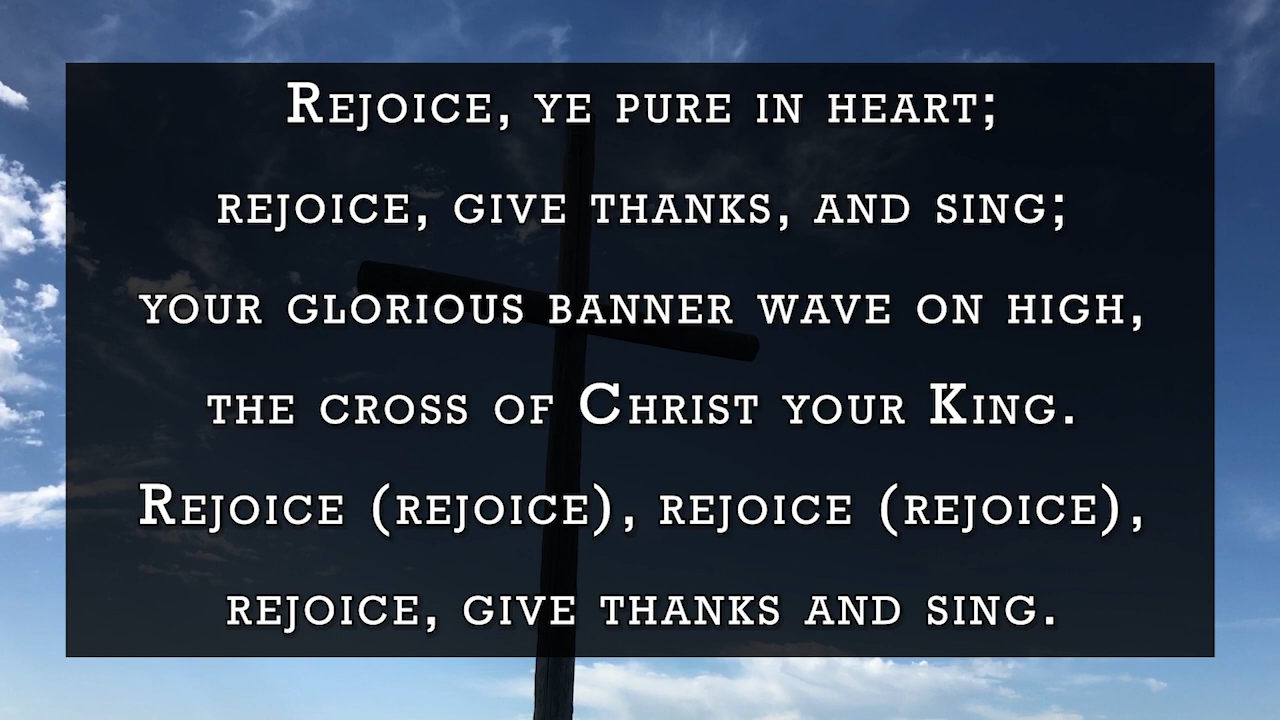 Rejoice, ye pure in heart;
rejoice, give thanks, and sing;
your glorious banner wave on high,
the cross of Christ your King.
Rejoice (rejoice), rejoice (rejoice),
rejoice, give thanks and sing.